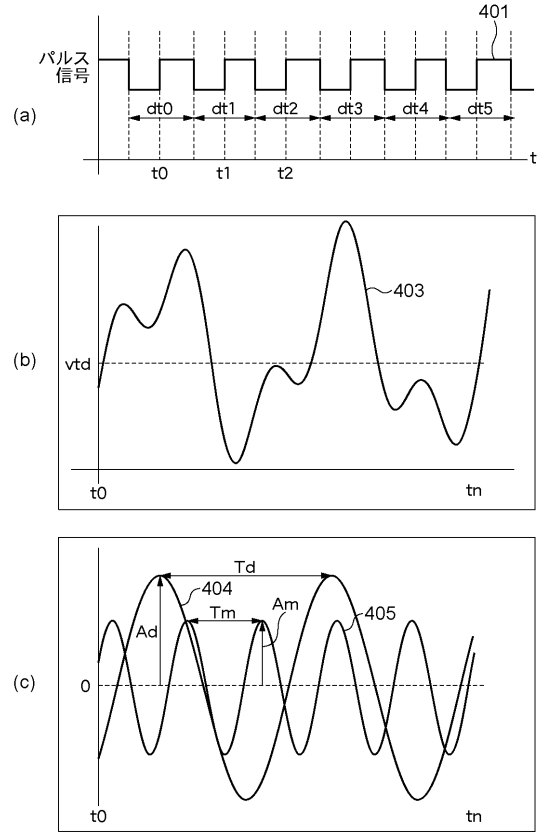 401
パルス
信号
(a)
dt0 dt1 dt2 dt3 dt4 dt5
t
t0 t1 t2
(b)
403
vtd
t0 tn
(c)
Td
404
Tm Am 405
Ad
0
t0 tn